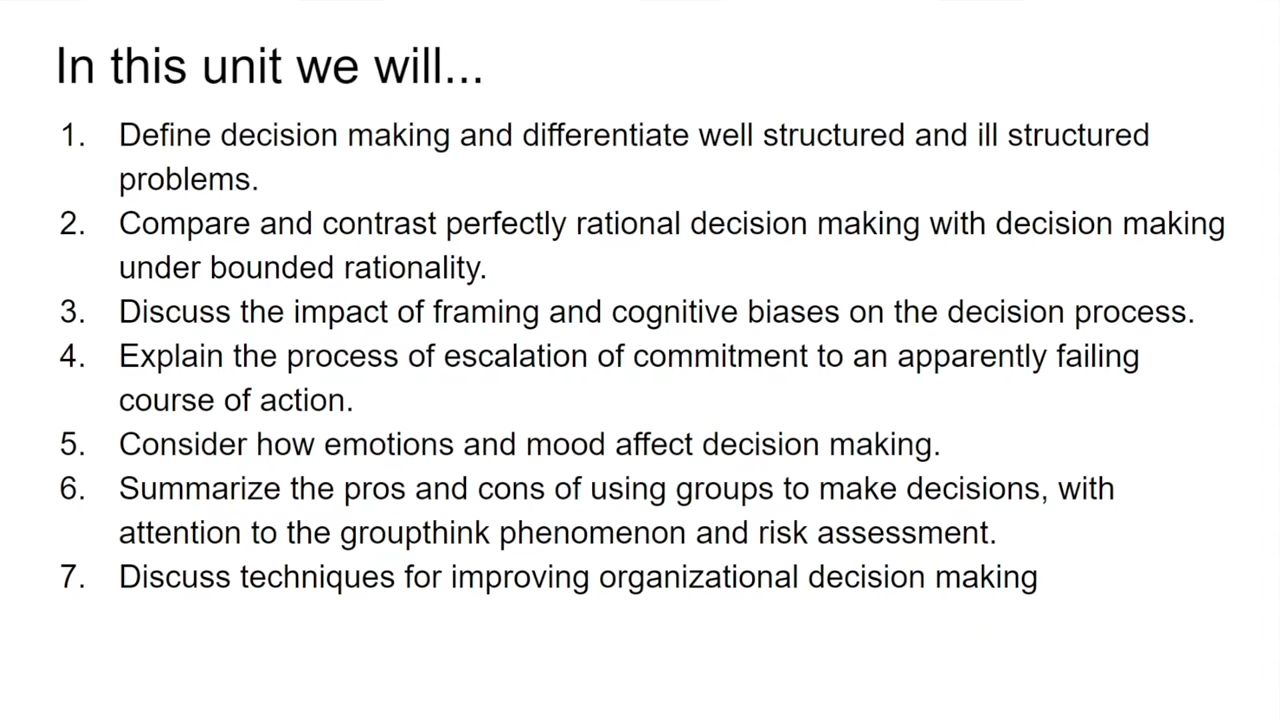 In this unit we will...
1. Define decision making and differentiate well structured and ill structured
problems.
2. Compare and contrast perfectly rational decision making with decision making
under bounded rationality.
3. Discuss the impact of framing and cognitive biases on the decision process.
4. Explain the process of escalation of commitment to an apparently failing
course of action.
5. Consider how emotions and mood affect decision making.
6. Summarize the pros and cons of using groups to make decisions, with
attention to the groupthink phenomenon and risk assessment.
7. Discuss techniques for improving organizational decision making